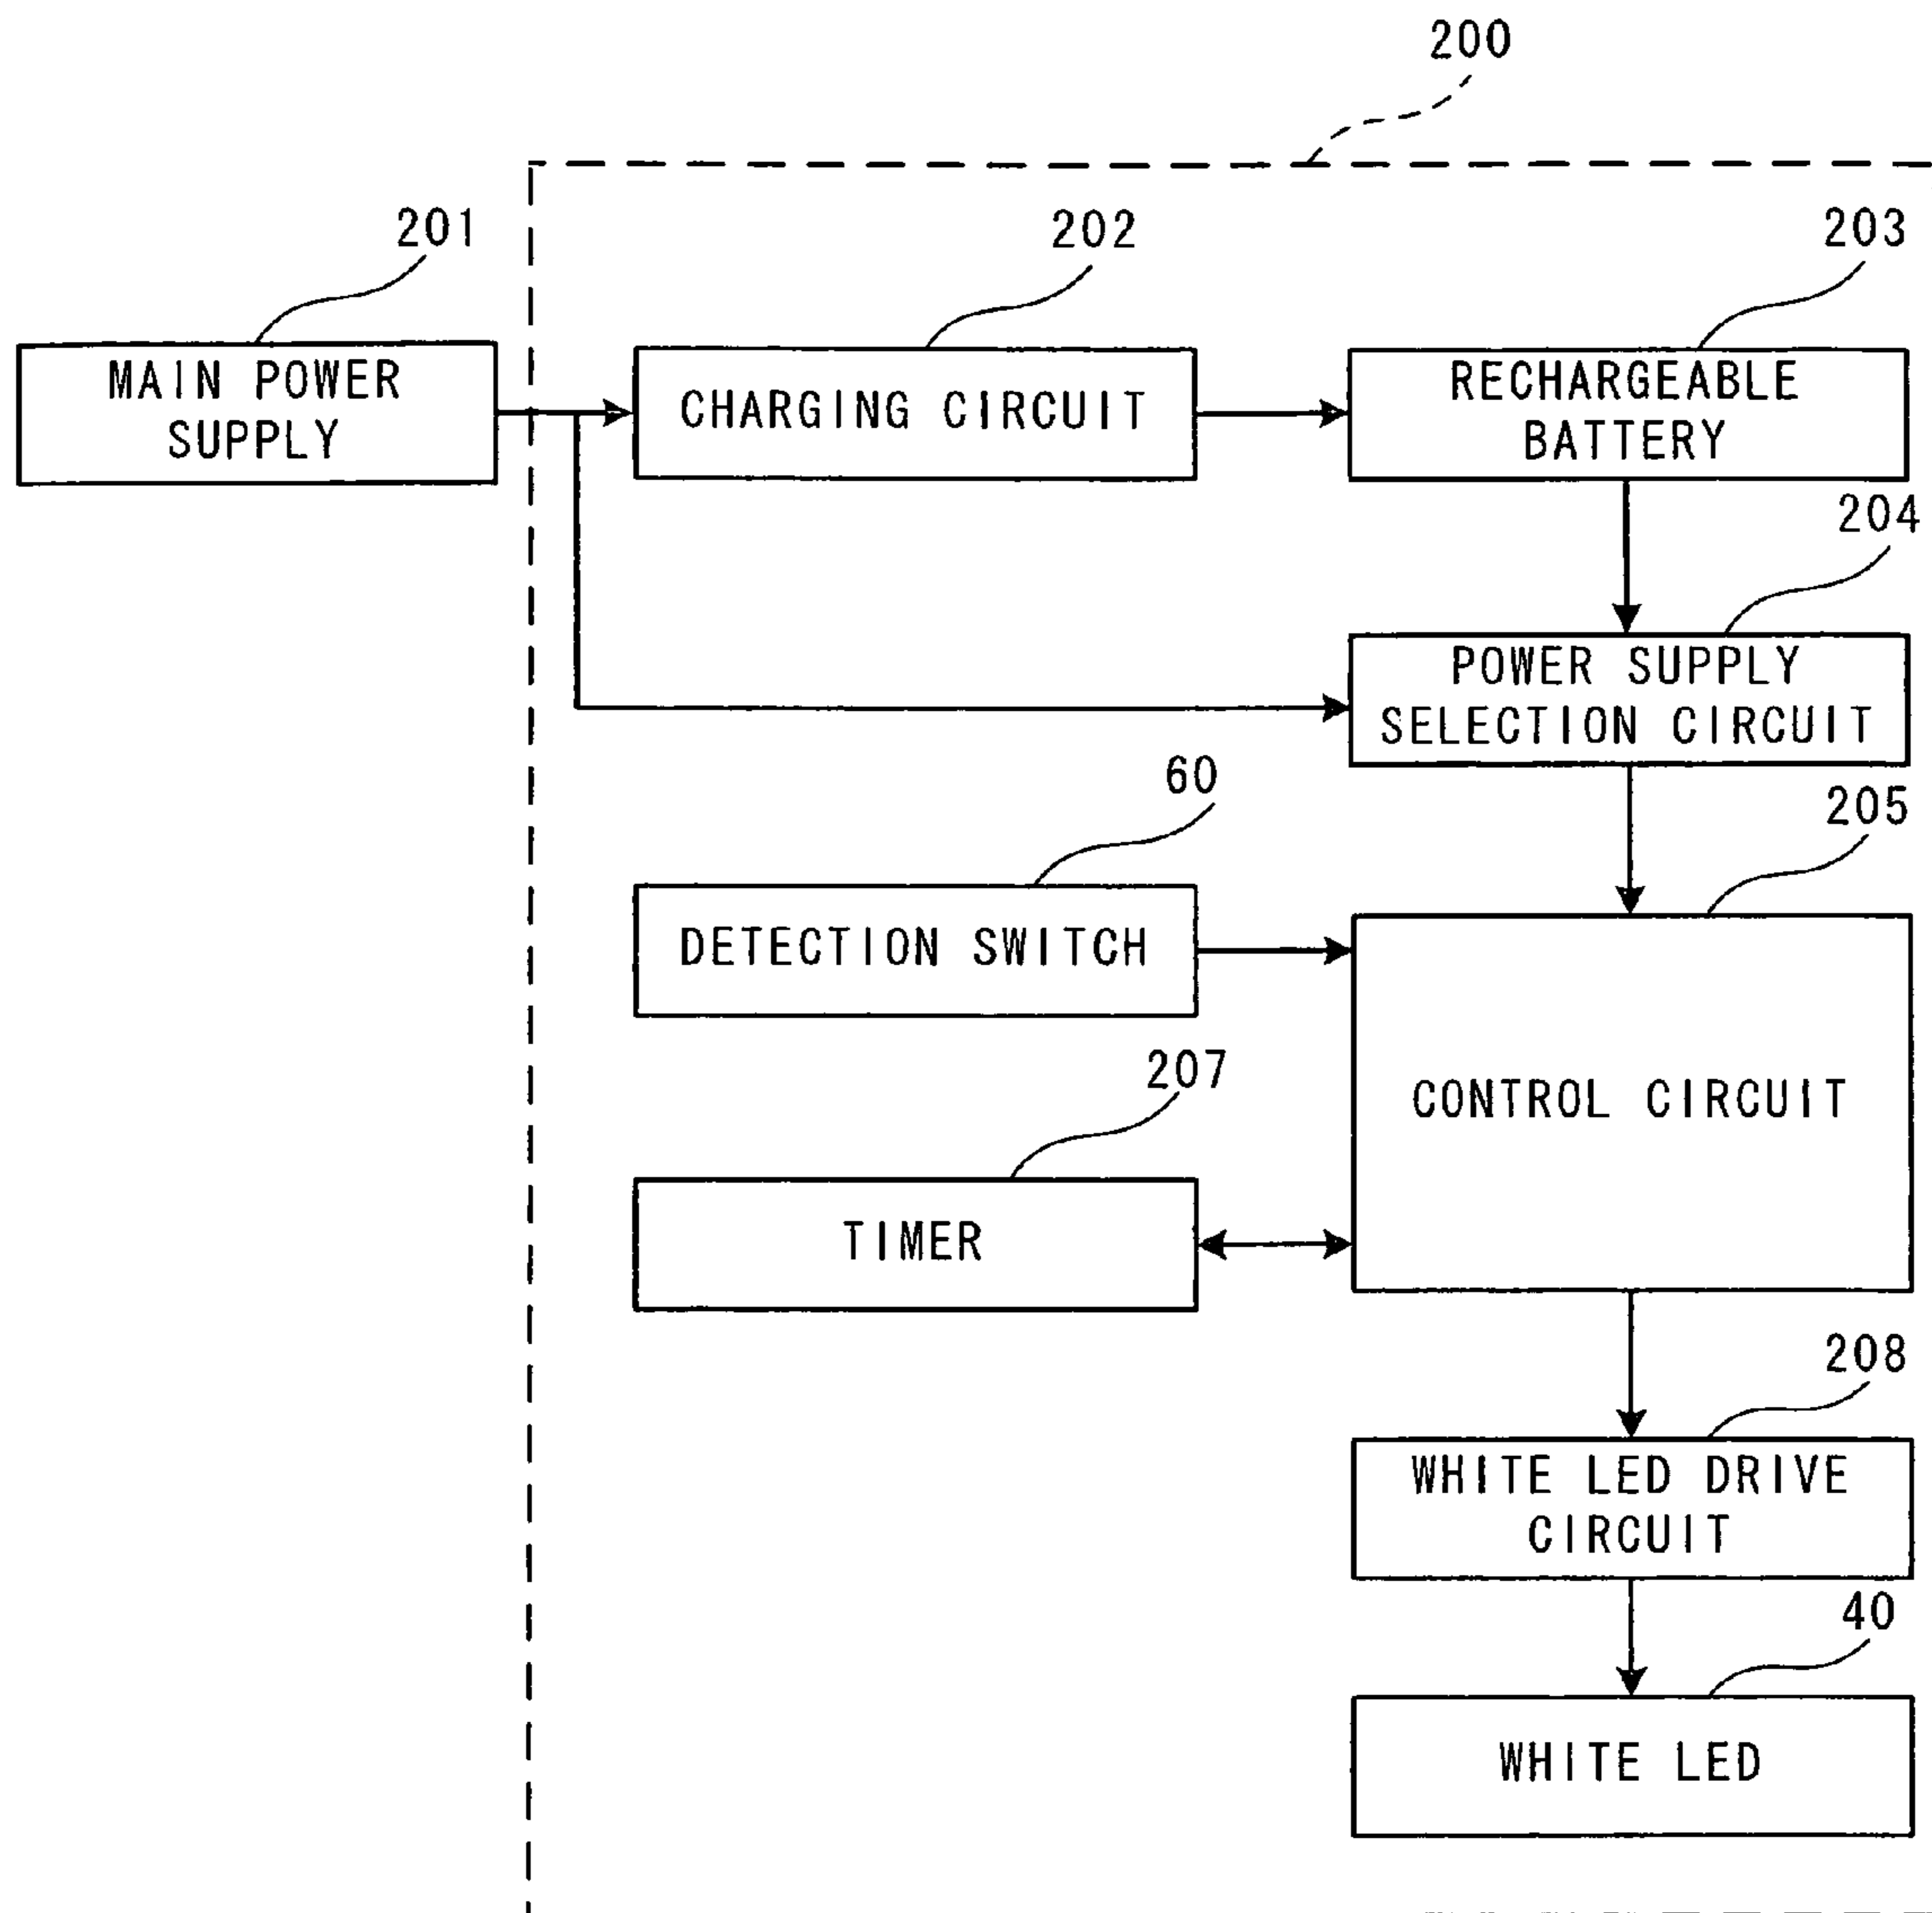 200
201
202
203
MAIN POWER
SUPPLY
CHARGING CIRCUIT
RECHARGEABLE
BATTERY
204
POWER SUPPLY
SELECTION CIRCUIT
60
205
DETECTION SWITCH
207
CONTROL CIRCUIT
TIMER
208
WHITE LED DRIVE
CIRCUIT
40
WHITE LED